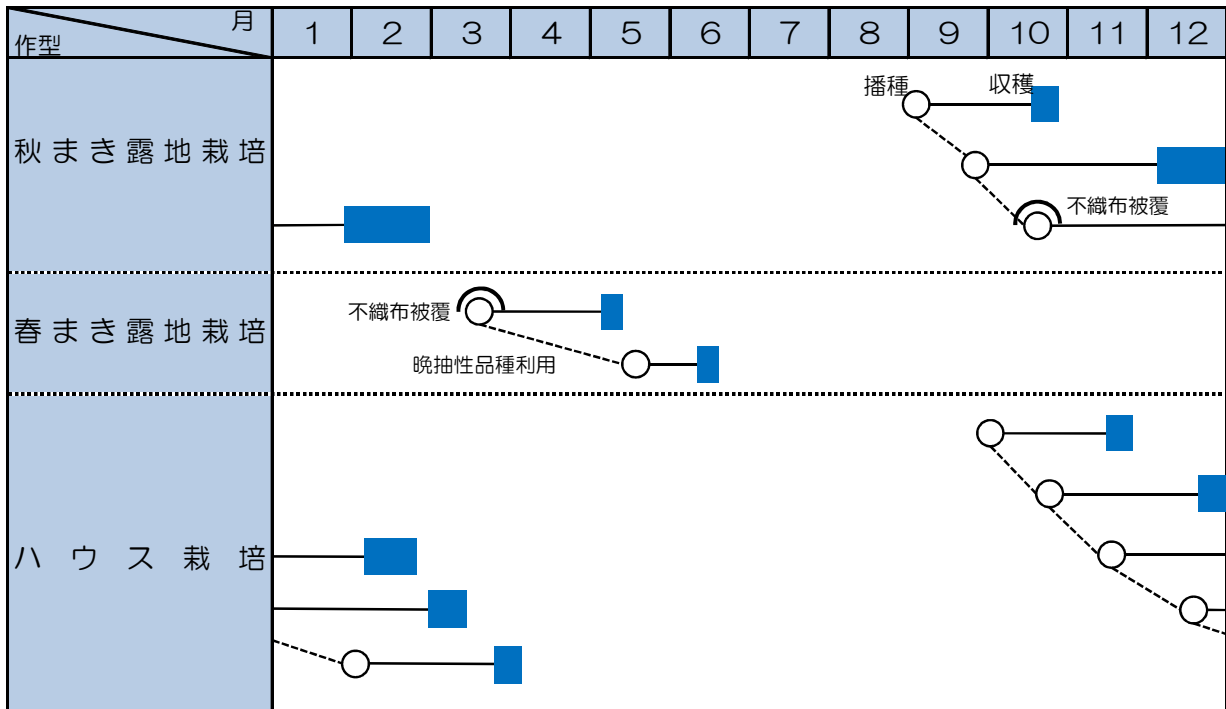 月
作型
1 2 3 4 5 6 7 8 9 10 11 12
秋まき露地栽培
播種 収穫
不織布被覆
春まき露地栽培
不織布被覆
晩抽性品種利用
ハウス栽培